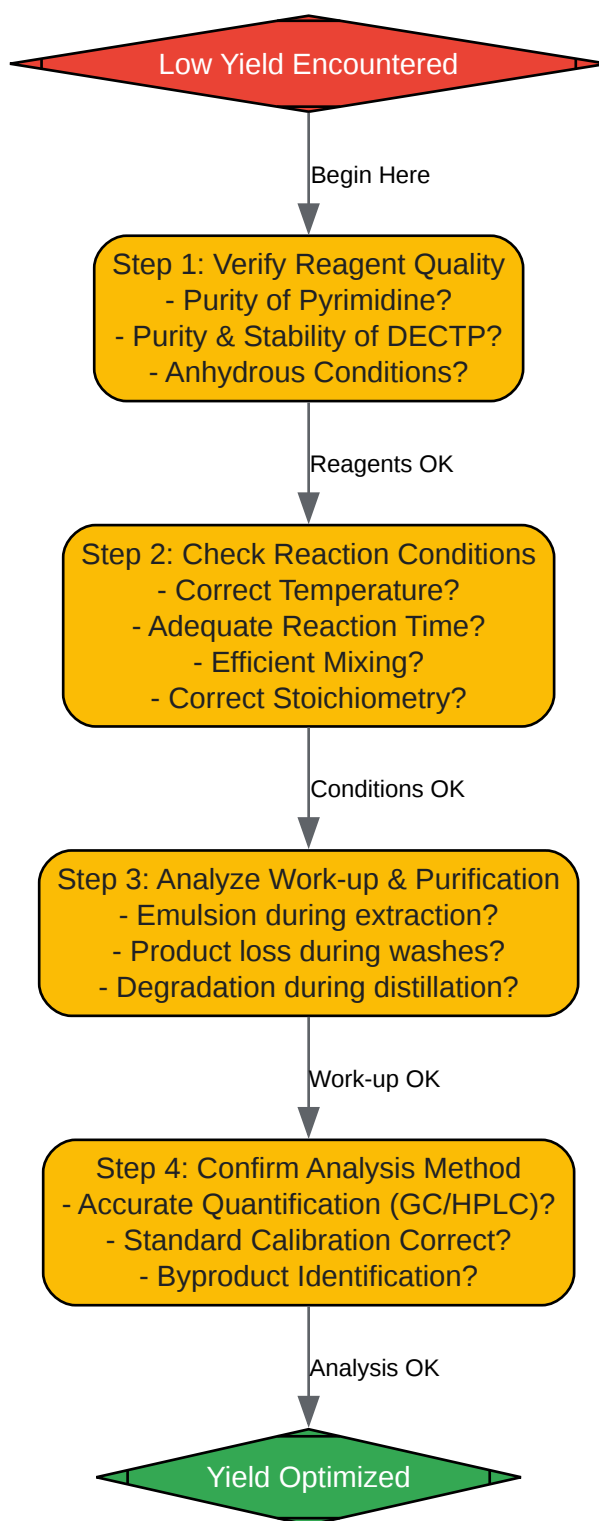 Low Yield Encountered
Begin Here
Step 1: Verify Reagent Quality
- Purity of Pyrimidine?
- Purity & Stability of DECTP?
- Anhydrous Conditions?
Reagents OK
Step 2: Check Reaction Conditions
- Correct Temperature?
- Adequate Reaction Time?
- Efficient Mixing?
- Correct Stoichiometry?
Conditions OK
Step 3: Analyze Work-up & Purification
- Emulsion during extraction?
- Product loss during washes?
- Degradation during distillation?
Work-up OK
Step 4: Confirm Analysis Method
- Accurate Quantification (GC/HPLC)?
- Standard Calibration Correct?
- Byproduct Identification?
Analysis OK
Yield Optimized